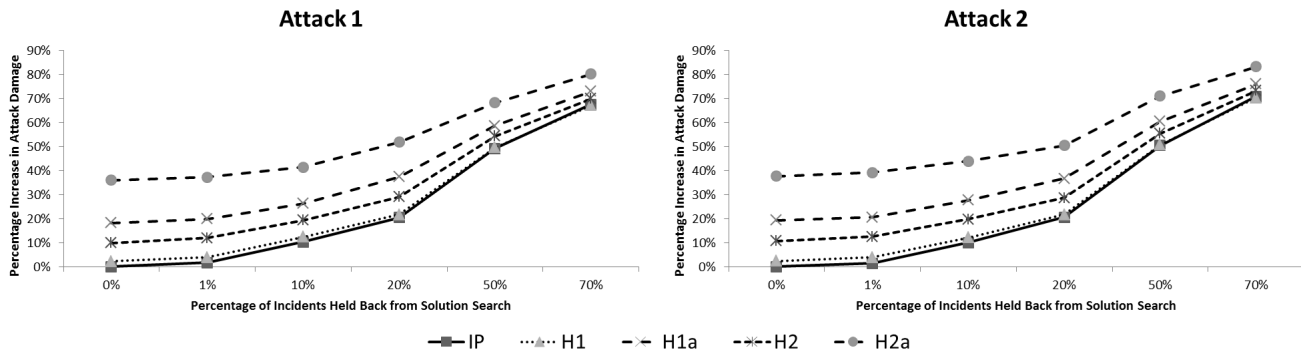 Attack 1
Percentage Increase in Attack Damage
90%
80%
70%
60%
50%
40%
30%
20%
10%
0%
0% 1% 10% 20% 50% 70%
Percentage of Incidents Held Back from Solution Search
Attack 2
Percentage Increase in Attack Damage
90%
80%
70%
60%
50%
40%
30%
20%
10%
0%
0% 1% 10% 20% 50% 70%
Percentage of Incidents Held Back from Solution Search
IP H1 H1a H2 H2a